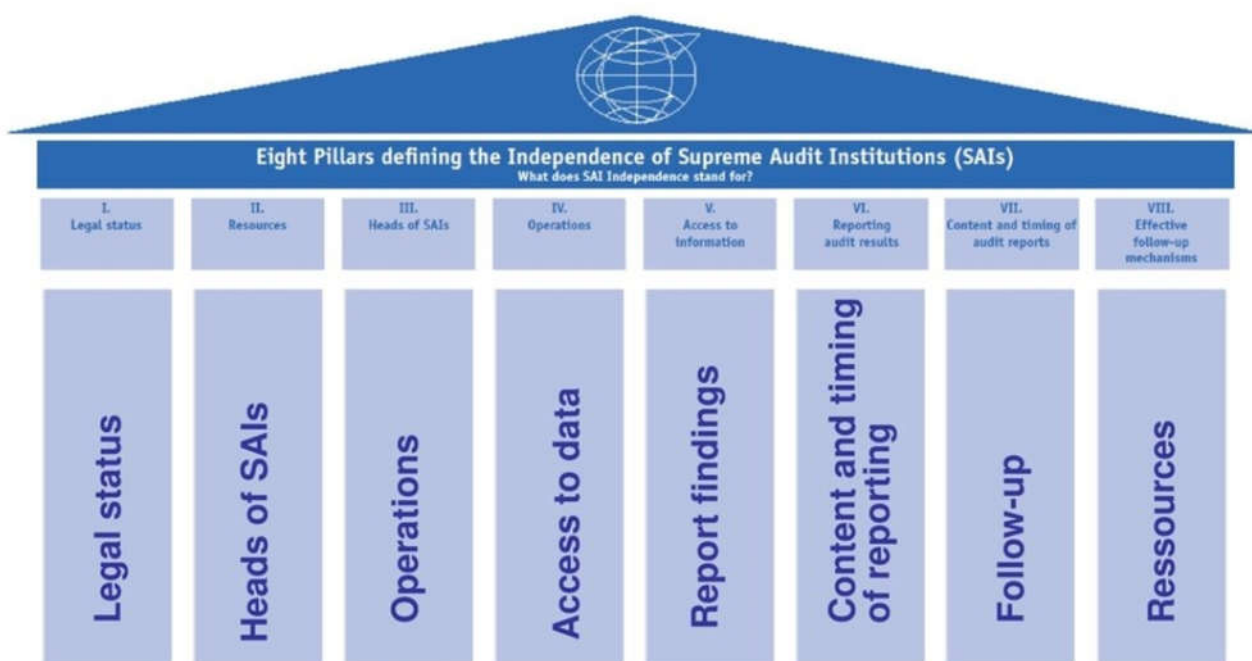 Eight Pillars defining the Independence of Supreme Audit Institutions (SAIs)
What does SAI Independence stand for?
I.
Legal status
II.
Resources
III.
Heads of SAIs
IV.
Operations
V.
Access to
information
VI.
Reporting
audit results
VII.
Content and timing of
audit reports
VIII.
Effective
follow-up
mechanisms
Legal status
Heads of SAIs
Operations
Access to data
Report findings
Content and timing
of reporting
Follow-up
Ressources